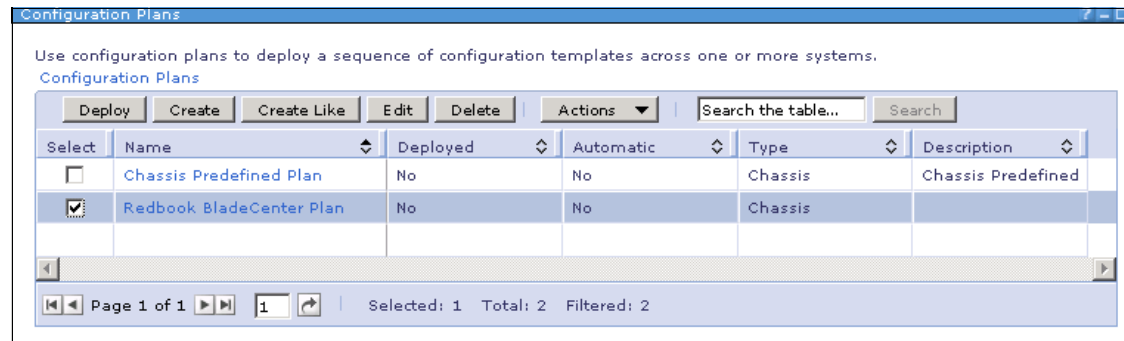 Configuration Plans ?
Use configuration plans to deploy a sequence of configuration templates across one or more systems.
Configuration Plans
Deploy Create Create Like Edit Delete Actions Search the table... Search
Select Name Deployed Automatic Type Description
Chassis Predefined Plan No No Chassis Chassis Predefined
Redbook BladeCenter Plan No No Chassis
Page 1 of 1 1 Selected: 1 Total: 2 Filtered: 2